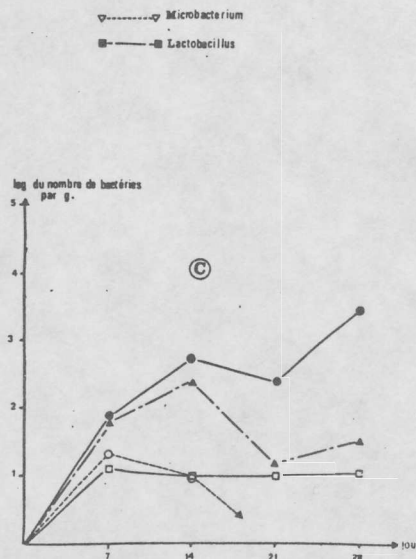 Microbacterium
Lactobacillus
log du nombre de bactéries
par g.
5
4
©
3
2
1
7
14
21
28
jou